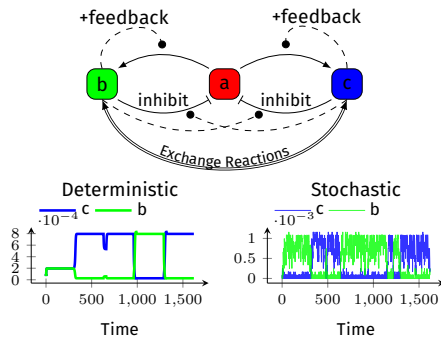 +feedback +feedback
b a c
inhibit inhibit
Exchange Reactions
Deterministic
c b
·10⁻⁴
8
6
4
2
0
0 500 1,000 1,500
Time
Stochastic
c b
·10⁻³
1
0.5
0
0 500 1,000 1,500
Time